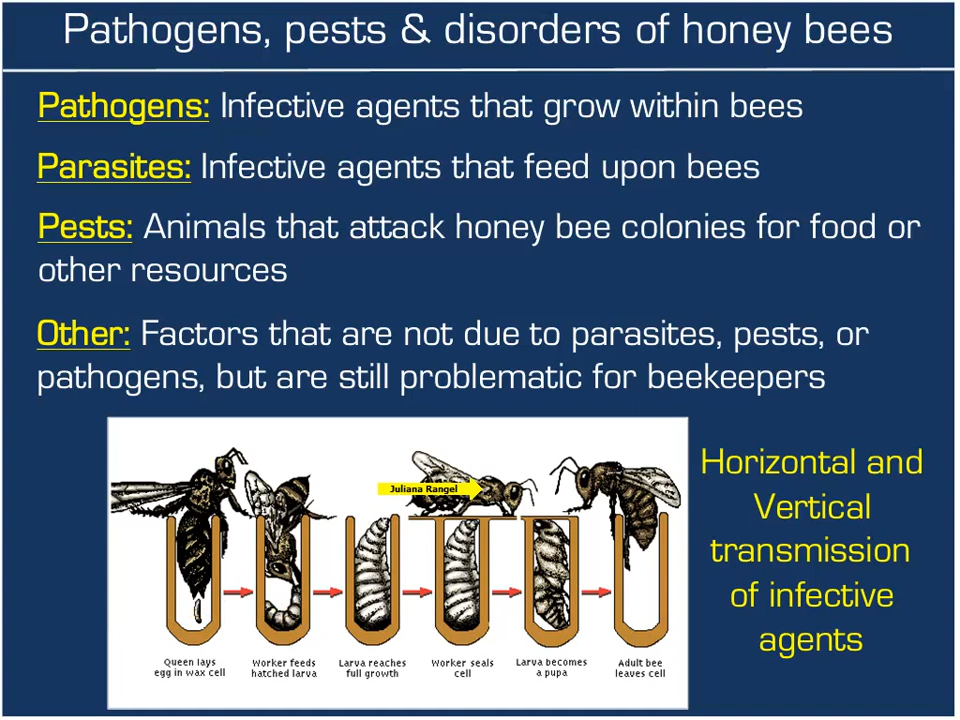 Pathogens, pests & disorders of honey bees
Pathogens: Infective agents that grow within bees
Parasites: Infective agents that feed upon bees
Pests: Animals that attack honey bee colonies for food or
other resources
Other: Factors that are not due to parasites, pests, or
pathogens, but are still problematic for beekeepers
Juliana Rangel
Queen lays
egg in wax cell
Worker feeds
hatched larva
Larva reaches
full growth
Worker seals
cell
Larva becomes
a pupa
Adult bee
leaves cell
Horizontal and
Vertical
transmission
of infective
agents